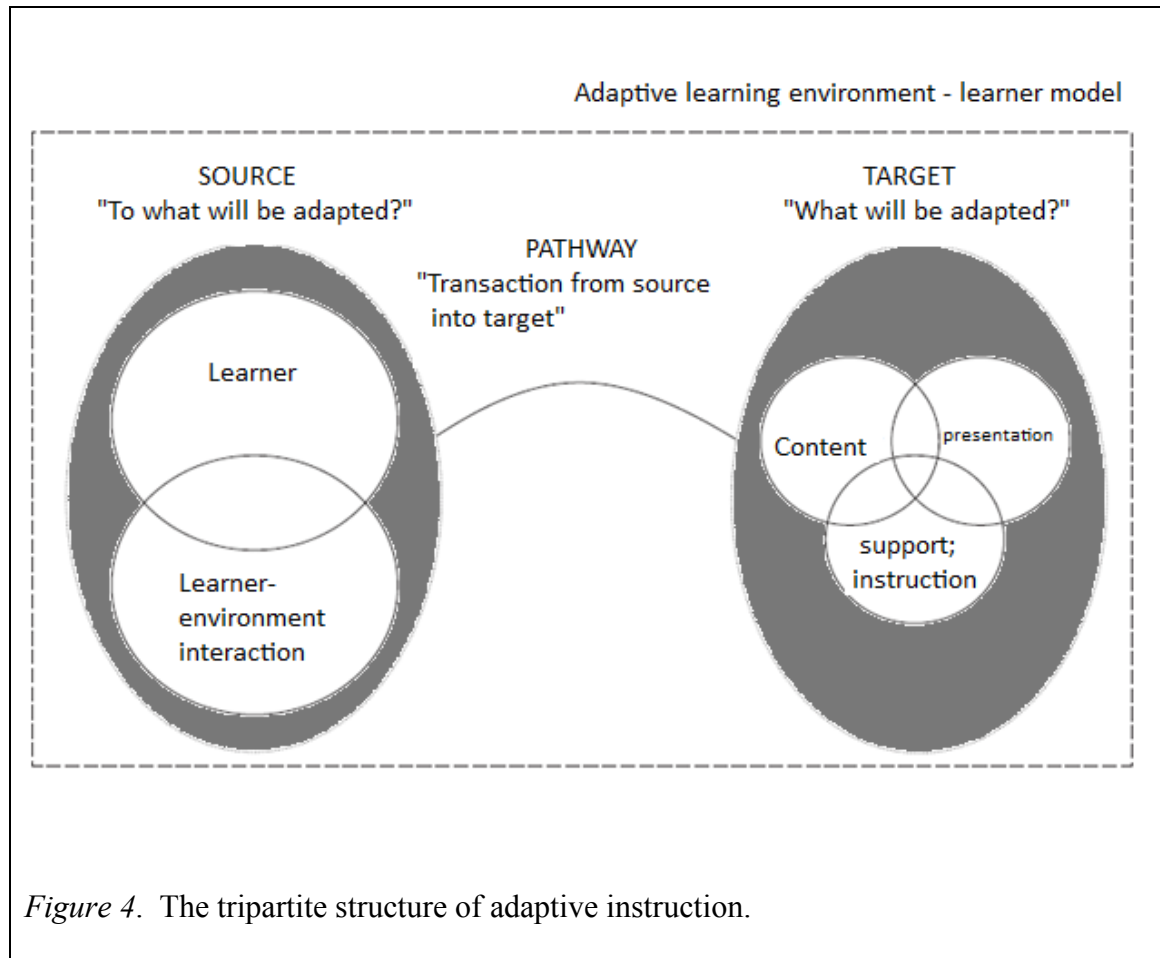 Adaptive learning environment - learner model
SOURCE
"To what will be adapted?"
TARGET
"What will be adapted?"
PATHWAY
"Transaction from source
into target"
Learner
Learner-
environment
interaction
Content
presentation
support;
instruction
Figure 4. The tripartite structure of adaptive instruction.